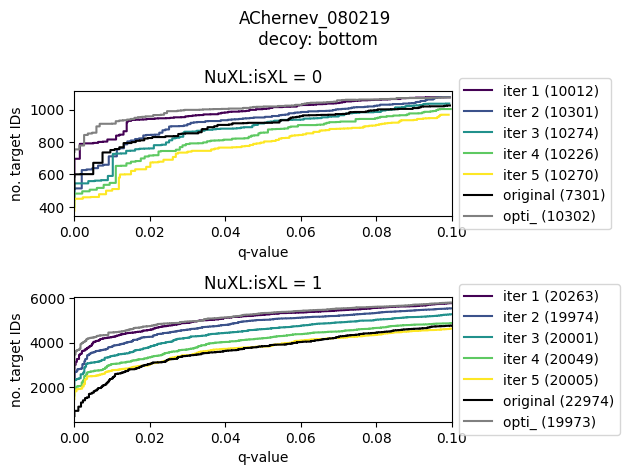 AChernev_080219
decoy: bottom
NuXL:isXL = 0
no. target IDs
1000
800
600
400
0.00 0.02 0.04 0.06 0.08 0.10
q-value
iter 1 (10012)
iter 2 (10301)
iter 3 (10274)
iter 4 (10226)
iter 5 (10270)
original (7301)
opti_ (10302)
NuXL:isXL = 1
no. target IDs
6000
4000
2000
0.00 0.02 0.04 0.06 0.08 0.10
q-value
iter 1 (20263)
iter 2 (19974)
iter 3 (20001)
iter 4 (20049)
iter 5 (20005)
original (22974)
opti_ (19973)